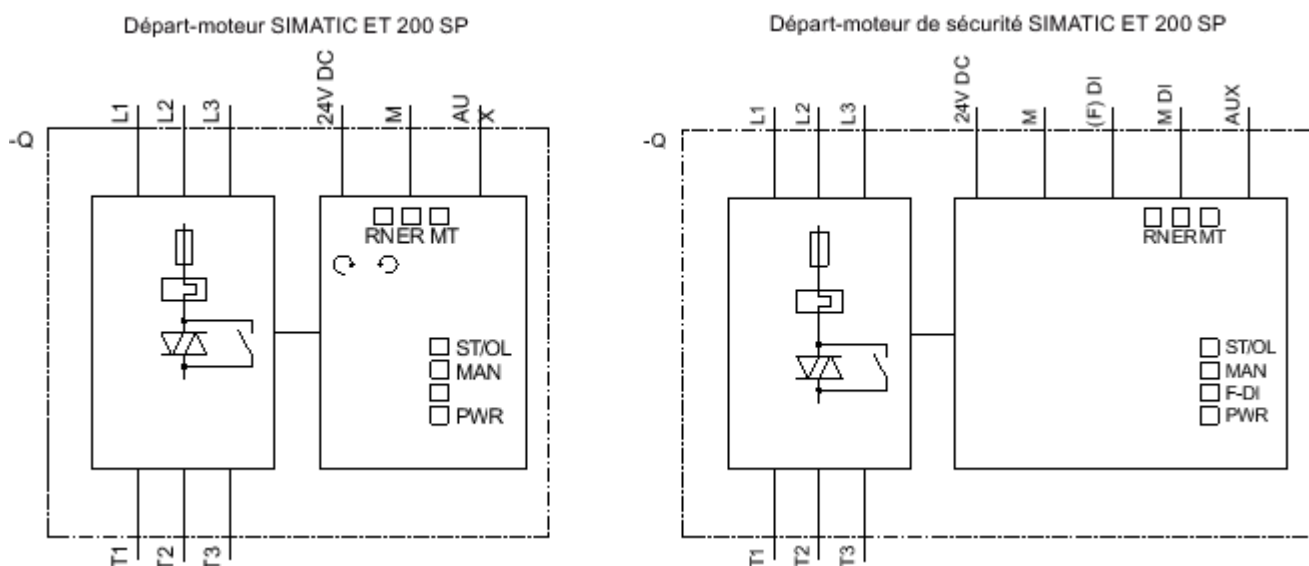 Départ-moteur SIMATIC ET 200 SP
-Q
L1
L2
L3
24V DC
M
AU
X
RN ER MT
ST/OL
MAN
PWR
T1
T2
T3
Départ-moteur de sécurité SIMATIC ET 200 SP
-Q
L1
L2
L3
24V DC
M
(F) DI
M DI
AUX
RN ER MT
ST/OL
MAN
F-DI
PWR
T1
T2
T3